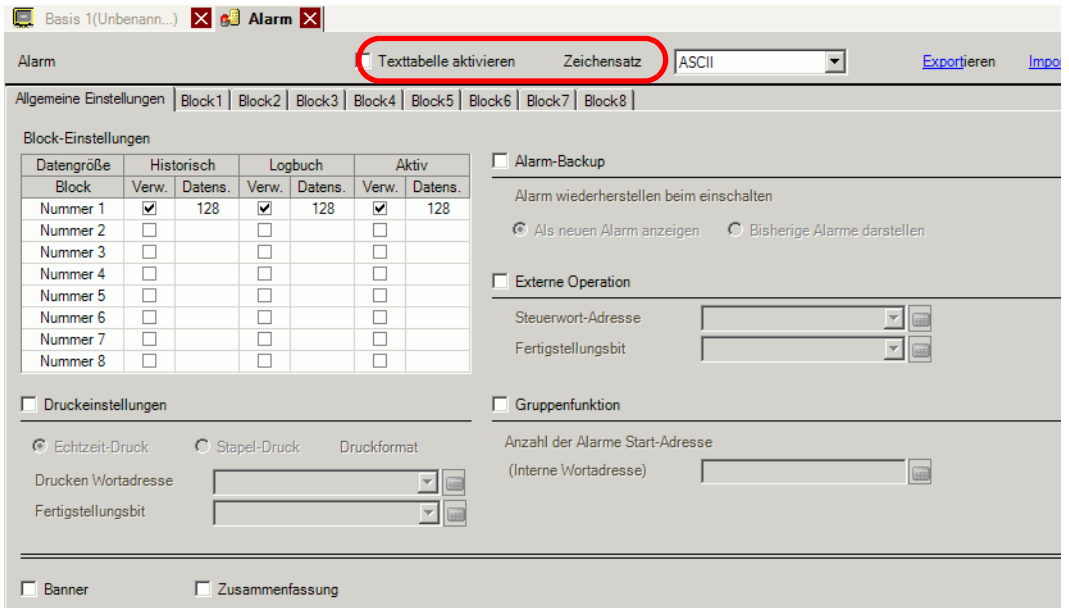 Basis 1(Unbenann...) Alarm
Alarm Texttabelle aktivieren Zeichensatz ASCII Exportieren Impo
Allgemeine Einstellungen Block1 Block2 Block3 Block4 Block5 Block6 Block7 Block8
Block-Einstellungen
Datengröße Historisch Logbuch Aktiv
Block Verw. Datens. Verw. Datens. Verw. Datens.
Nummer 1 128 128 128
Nummer 2
Nummer 3
Nummer 4
Nummer 5
Nummer 6
Nummer 7
Nummer 8
Alarm-Backup
Alarm wiederherstellen beim einschalten
Als neuen Alarm anzeigen Bisherige Alarme darstellen
Externe Operation
Steuerwort-Adresse
Fertigstellungsbit
Druckeinstellungen
Echtzeit-Druck Stapel-Druck Druckformat
Drucken Wortadresse
Fertigstellungsbit
Gruppenfunktion
Anzahl der Alarme Start-Adresse
(Interne Wortadresse)
Banner Zusammenfassung